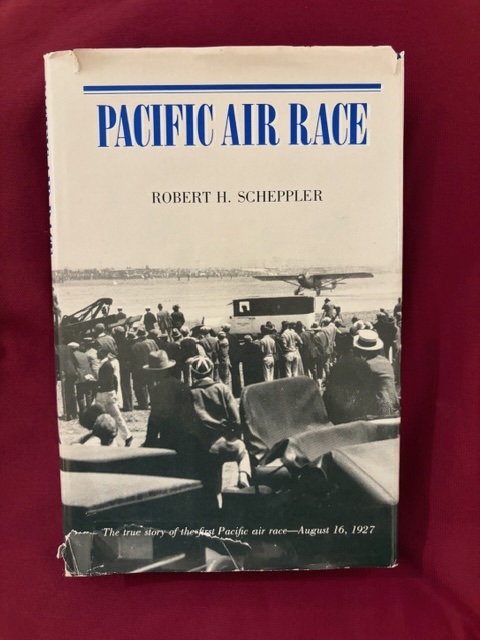 PACIFIC AIR RACE
ROBERT H. SCHEPPLER
The true story of the first Pacific air race—August 16, 1927